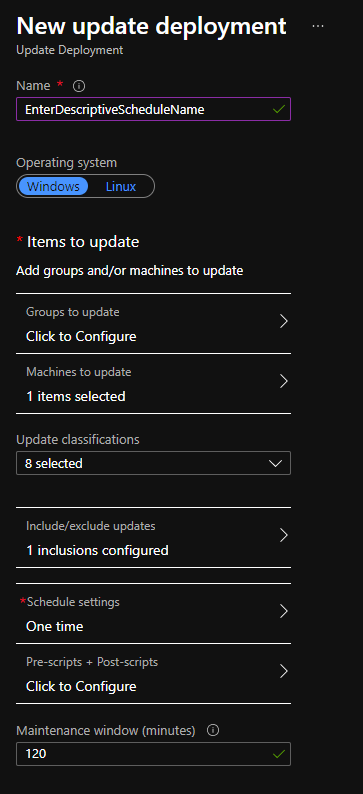 New update deployment ...
Update Deployment
Name *
EnterDescriptiveScheduleName
Operating system
Windows Linux
* Items to update
Add groups and/or machines to update
Groups to update
Click to Configure
Machines to update
1 items selected
Update classifications
8 selected
Include/exclude updates
1 inclusions configured
*Schedule settings
One time
Pre-scripts + Post-scripts
Click to Configure
Maintenance window (minutes)
120